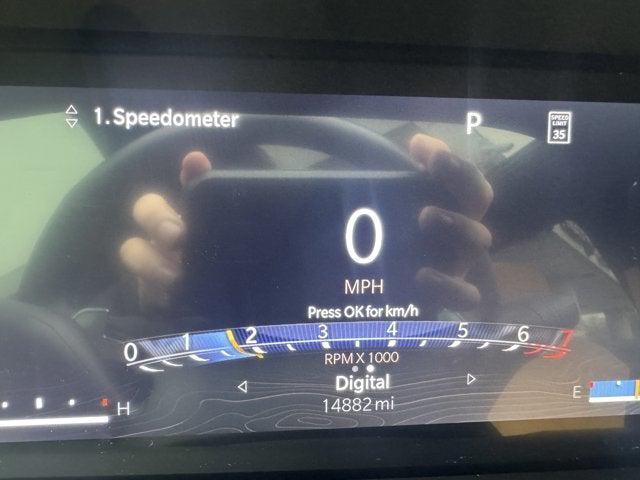 1. Speedometer
P
SPEED
LIMIT
35
0
MPH
Press OK for km/h
0 1 2 3 4 5 6 7
RPM X 1000
Digital
14882 mi
H
E